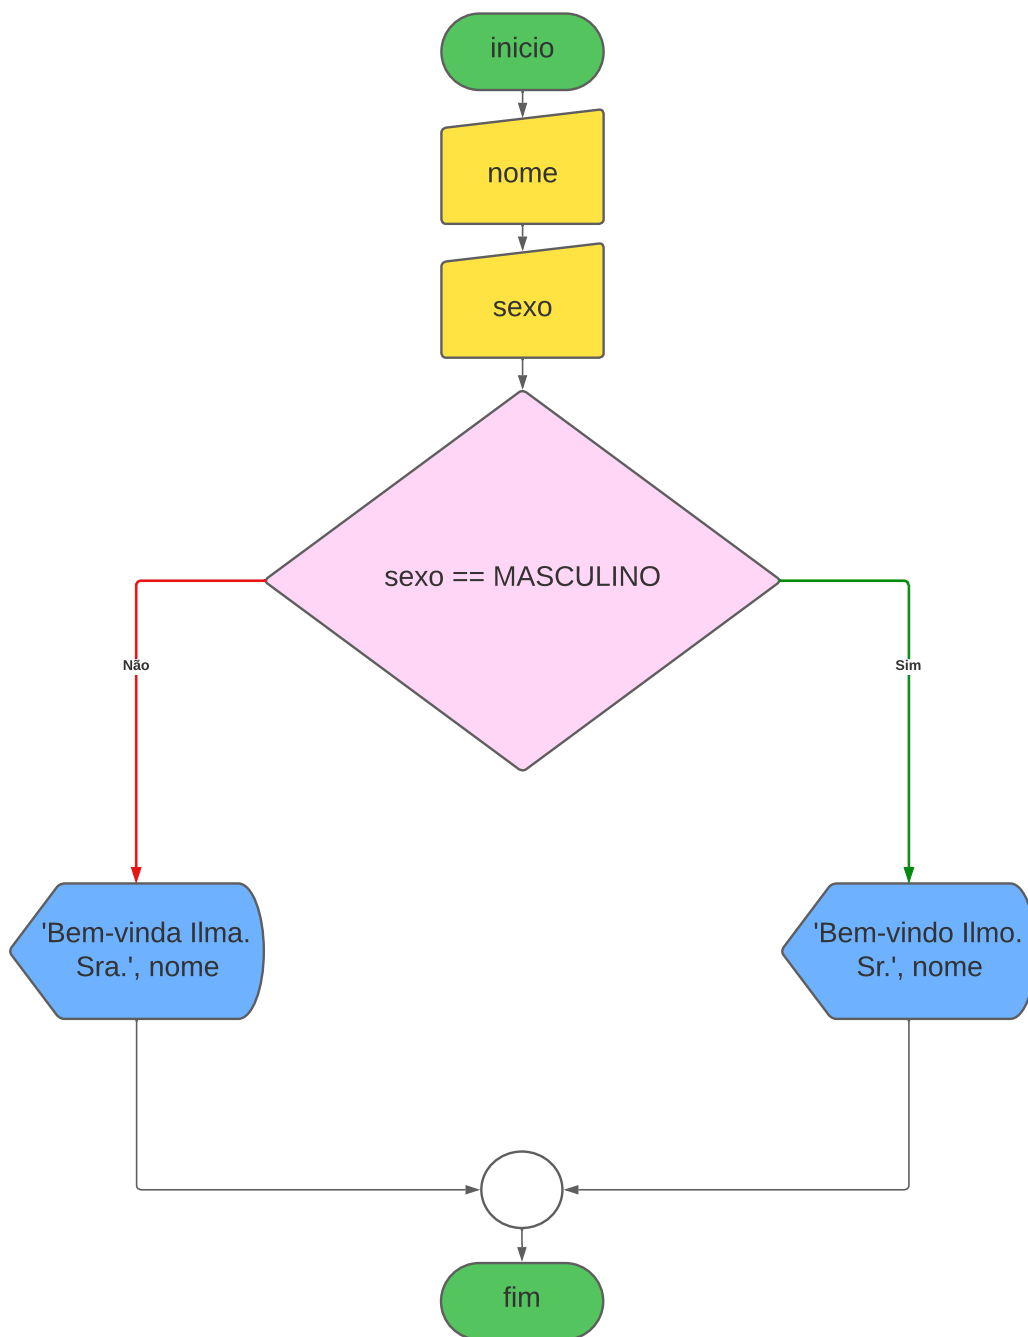 inicio
nome
sexo
sexo == MASCULINO
Não
Sim
'Bem-vinda Ilma.
Sra.', nome
'Bem-vindo Ilmo.
Sr.', nome
fim